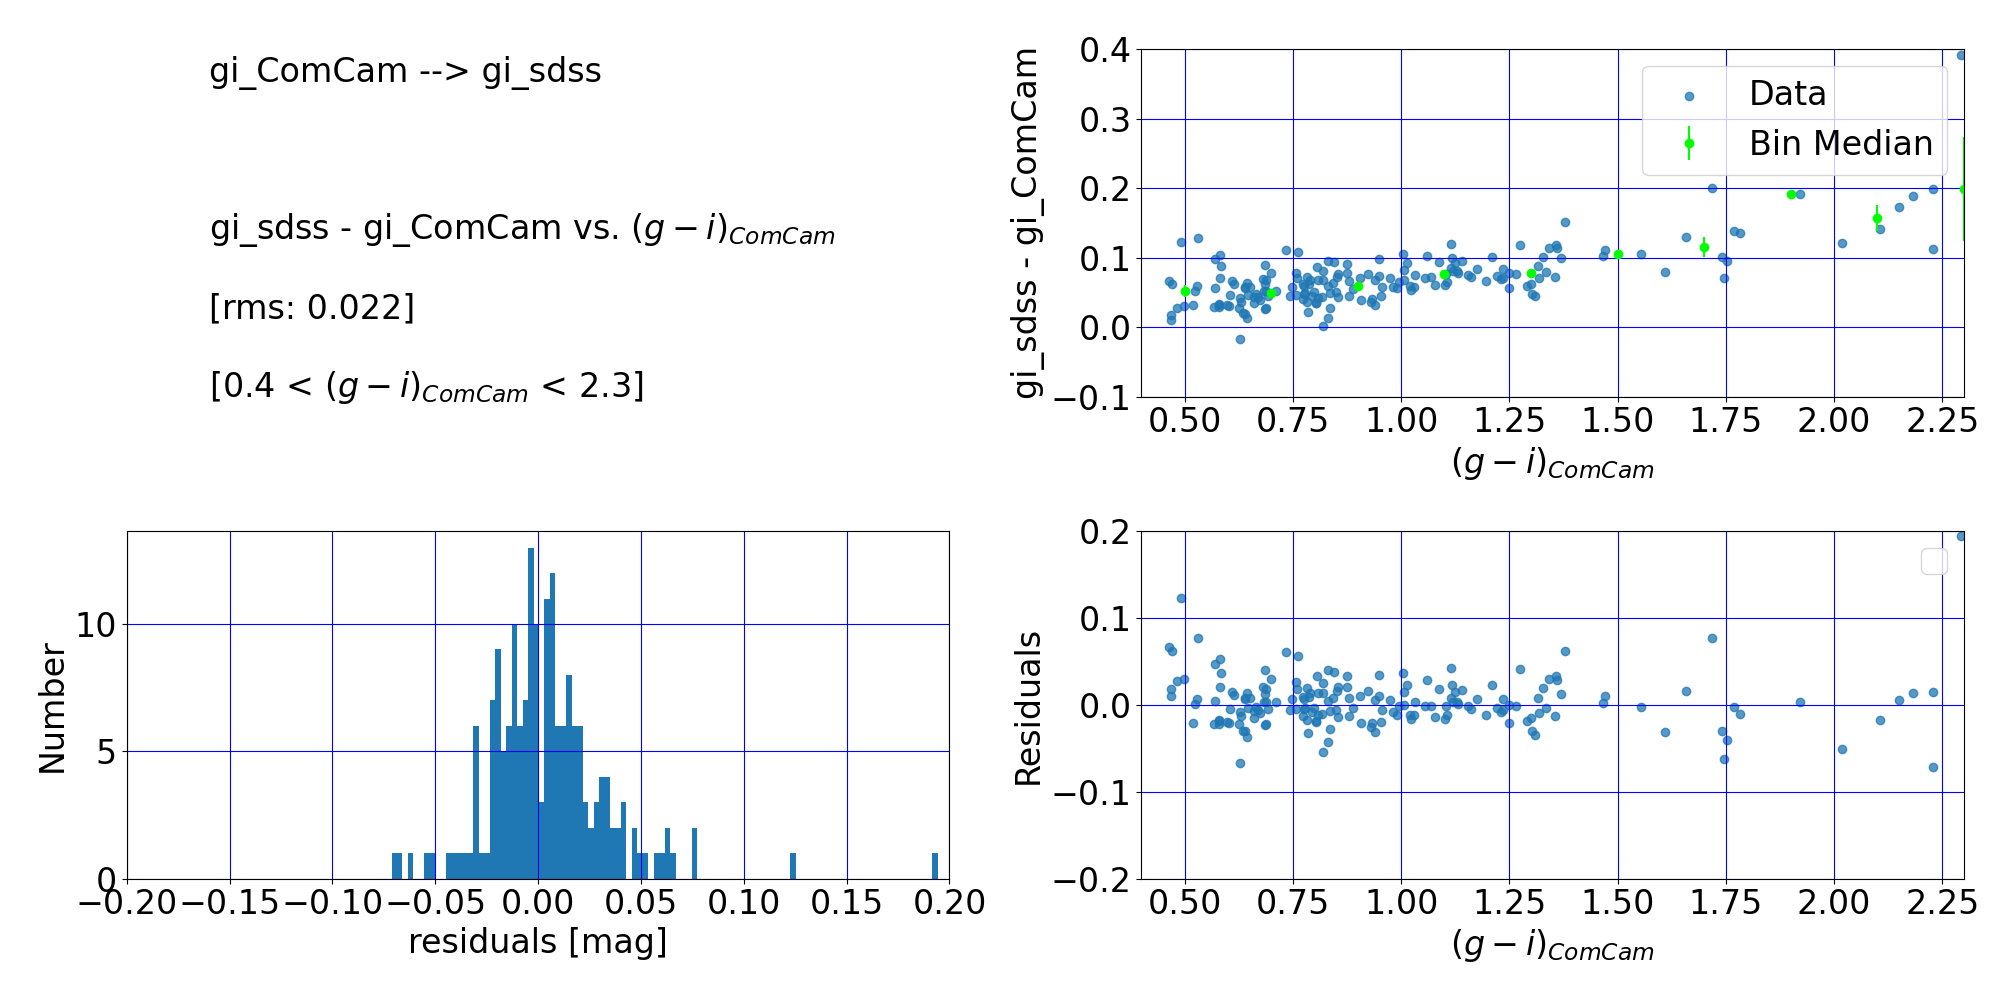 gi_ComCam --> gi_sdss
gi_sdss - gi_ComCam vs. (g − i)ComCam
[rms: 0.022]
[0.4 < (g − i)ComCam < 2.3]
gi_sdss - gi_ComCam
0.4
0.3
0.2
0.1
0.0
−0.1
Data
Bin Median
0.50 0.75 1.00 1.25 1.50 1.75 2.00 2.25
(g − i)ComCam
Number
10
5
0
−0.20 −0.15 −0.10 −0.05 0.00 0.05 0.10 0.15 0.20
residuals [mag]
Residuals
0.2
0.1
0.0
−0.1
−0.2
0.50 0.75 1.00 1.25 1.50 1.75 2.00 2.25
(g − i)ComCam